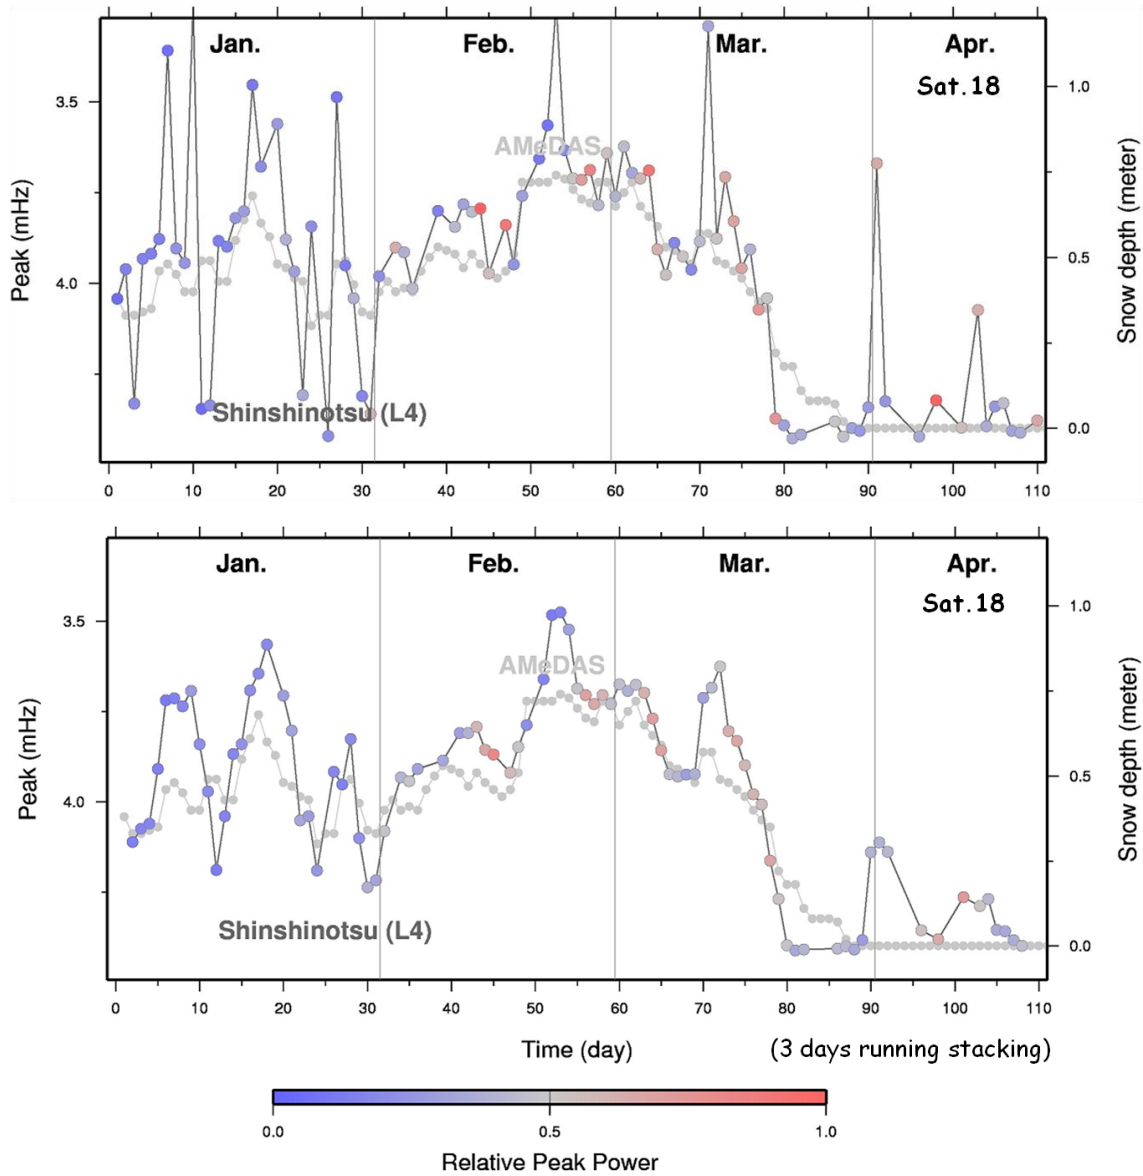 Jan. Feb. Mar. Apr.
Sat.18
3.5
4.0
Peak (mHz)
AMeDAS
Shinshinotsu (L4)
1.0
0.5
0.0
Snow depth (meter)
0 10 20 30 40 50 60 70 80 90 100 110
Jan. Feb. Mar. Apr.
Sat.18
3.5
4.0
Peak (mHz)
AMeDAS
Shinshinotsu (L4)
1.0
0.5
0.0
Snow depth (meter)
0 10 20 30 40 50 60 70 80 90 100 110
Time (day) (3 days running stacking)
0.0 0.5 1.0
Relative Peak Power